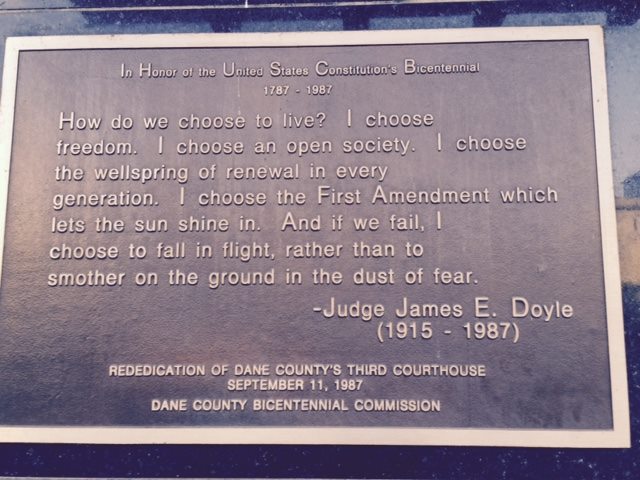 In Honor of the United States Constitution's Bicentennial
1787 - 1987
How do we choose to live? I choose
freedom. I choose an open society. I choose
the wellspring of renewal in every
generation. I choose the First Amendment which
lets the sun shine in. And if we fail, I
choose to fall in flight, rather than to
smother on the ground in the dust of fear.
-Judge James E. Doyle
(1915 - 1987)
REDEDICATION OF DANE COUNTY'S THIRD COURTHOUSE
SEPTEMBER 11, 1987
DANE COUNTY BICENTENNIAL COMMISSION